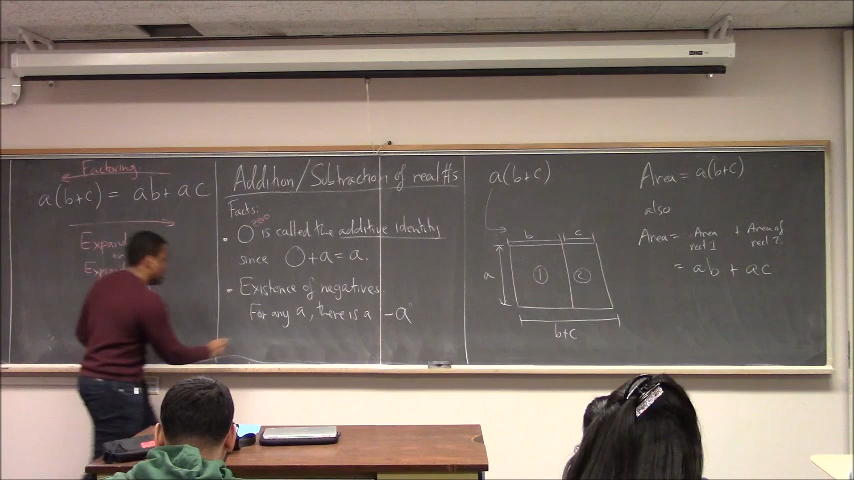 Factoring
a(b+c) = ab + ac
Expand
Addition/Subtraction of real #s
Facts:
• 0 is called the additive identity
since 0 + a = a.
• Existence of negatives.
For any a, there is a -a
a(b+c)
b c
a
1 2
b+c
Area = a(b+c)
also
Area = Area rect 1 + Area of rect 2
= ab + ac